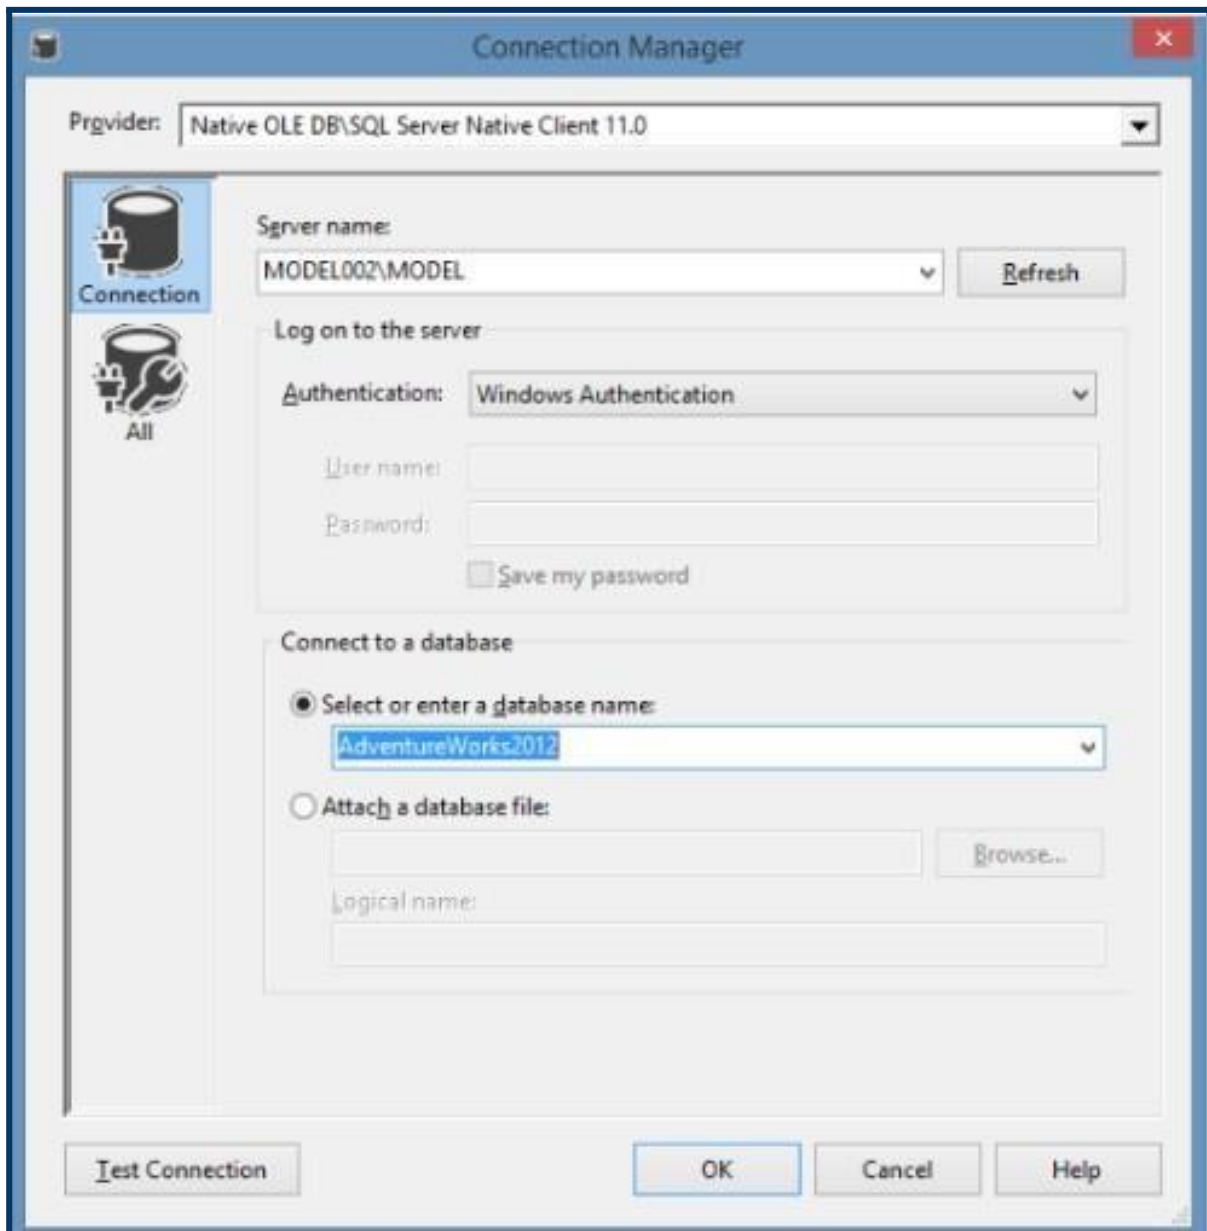 Connection Manager
Provider: Native OLE DB\SQL Server Native Client 11.0
Connection
All
Server name:
MODEL002\MODEL
Refresh
Log on to the server
Authentication: Windows Authentication
User name:
Password:
Save my password
Connect to a database
Select or enter a database name:
AdventureWorks2012
Attach a database file:
Browse...
Logical name:
Test Connection
OK
Cancel
Help